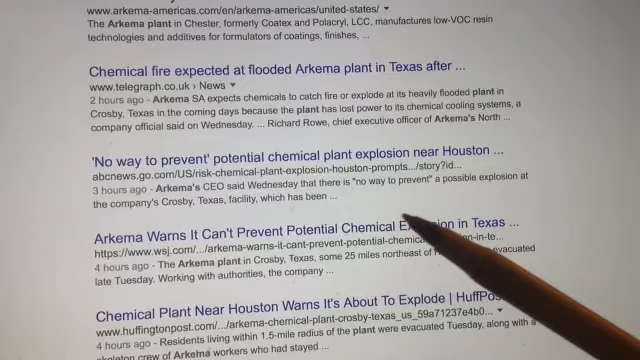 www.arkema-americas.com/en/arkema-americas/united-states/
The Arkema plant in Chester, formerly Coatex and Polacryl, LCC, manufactures low-VOC resin
technologies and additives for formulators of coatings, finishes, ...
Chemical fire expected at flooded Arkema plant in Texas after ...
www.telegraph.co.uk › News
2 hours ago - Arkema SA expects chemicals to catch fire or explode at its heavily flooded plant in
Crosby, Texas in the coming days because the plant has lost power to its chemical cooling systems, a
company official said on Wednesday. ... Richard Rowe, chief executive officer of Arkema's North ...
'No way to prevent' potential chemical plant explosion near Houston ...
abcnews.go.com/US/risk-chemical-plant-explosion-houston-prompts.../story?id...
3 hours ago - Arkema's CEO said Wednesday that there is "no way to prevent" a possible explosion at
the company's Crosby, Texas, facility, which has been ...
Arkema Warns It Can't Prevent Potential Chemical in Texas ...
https://www.wsj.com/.../arkema-warns-it-cant-prevent-potential-chemica en-in-te...
4 hours ago - The Arkema plant in Crosby, Texas, some 25 miles northeast of evacuated
late Tuesday. Working with authorities, the company ...
Chemical Plant Near Houston Warns It's About To Explode | HuffPo
www.huffingtonpost.com/.../arkema-chemical-plant-crosby-texas_us_59a71237e4b0...
4 hours ago - Residents living within 1.5-mile radius of the plant were evacuated Tuesday, along with a
skeleton crew of Arkema workers who had stayed ...